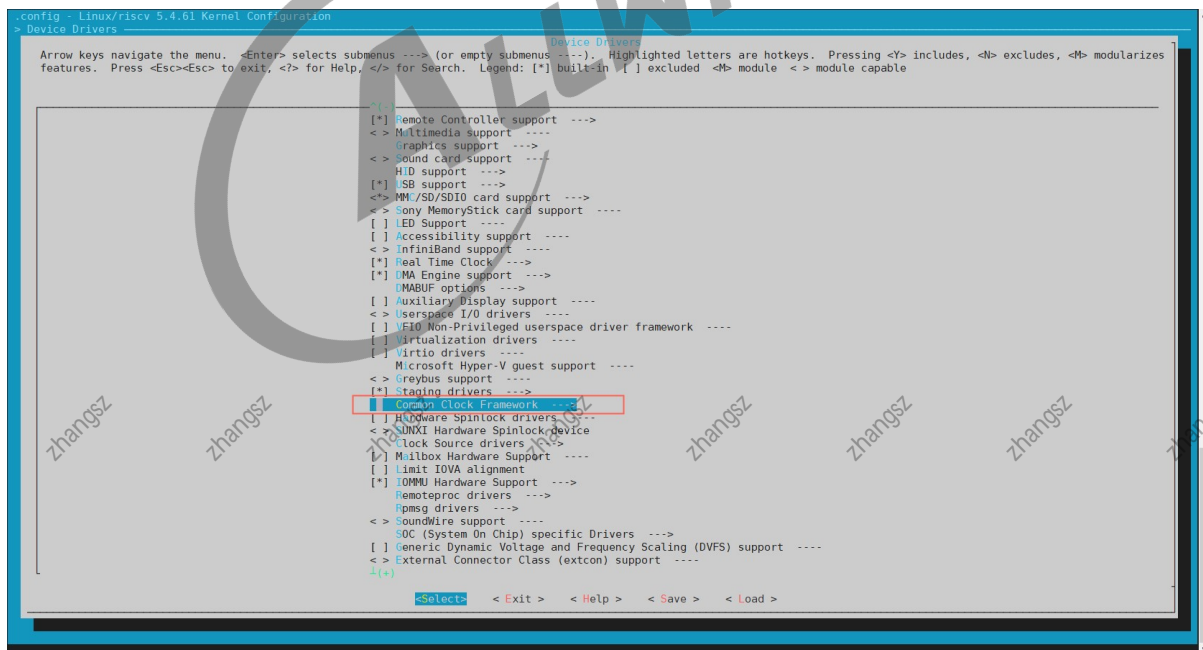 .config - Linux/riscv 5.4.61 Kernel Configuration
> Device Drivers
Device Drivers
Arrow keys navigate the menu. <Enter> selects submenus ---> (or empty submenus ----). Highlighted letters are hotkeys. Pressing <Y> includes, <N> excludes, <M> modularizes
features. Press <Esc><Esc> to exit, <?> for Help, </> for Search. Legend: [*] built-in [ ] excluded <M> module < > module capable
^(-)
[*] Remote Controller support --->
< > Multimedia support ----
Graphics support --->
< > Sound card support ----
HID support --->
[*] USB support --->
<*> MMC/SD/SDIO card support --->
< > Sony MemoryStick card support ----
[ ] LED Support ----
[ ] Accessibility support ----
< > InfiniBand support ----
[*] Real Time Clock --->
[*] DMA Engine support --->
DMABUF options --->
[ ] Auxiliary Display support ----
< > Userspace I/O drivers ----
[ ] VFIO Non-Privileged userspace driver framework ----
[ ] Virtualization drivers ----
[ ] Virtio drivers ----
Microsoft Hyper-V guest support ----
< > Greybus support ----
[*] Staging drivers --->
Common Clock Framework --->
[ ] Hardware Spinlock drivers ----
< > SUNXI Hardware Spinlock device
Clock Source drivers --->
[ ] Mailbox Hardware Support ----
[ ] Limit IOVA alignment
[*] IOMMU Hardware Support --->
Remoteproc drivers --->
Rpmsg drivers --->
< > SoundWire support ----
SOC (System On Chip) specific Drivers --->
[ ] Generic Dynamic Voltage and Frequency Scaling (DVFS) support ----
< > External Connector Class (extcon) support ----
┴(+)
<Select> < Exit > < Help > < Save > < Load >
zhangsz zhangsz zhangsz zhangsz zhangsz zhangsz zhangsz